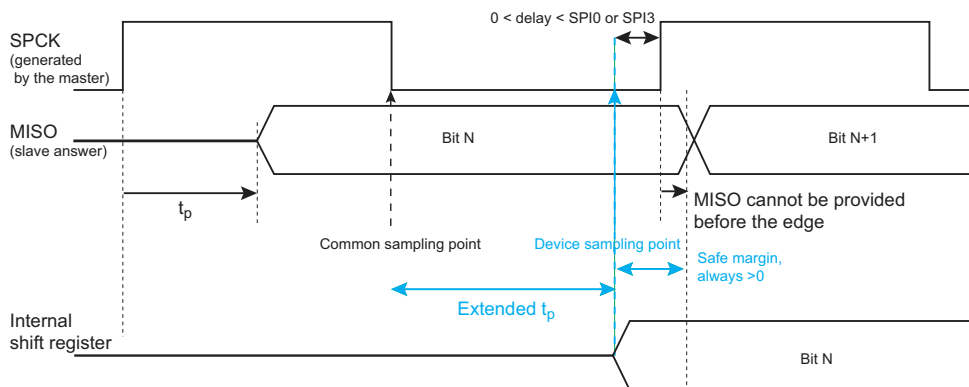 0 < delay < SPI0 or SPI3
SPCK
(generated
by the master)
MISO
(slave answer)
Bit N
Bit N+1
tp
MISO cannot be provided
before the edge
Common sampling point
Device sampling point
Safe margin,
always >0
Extended tp
Internal
shift register
Bit N